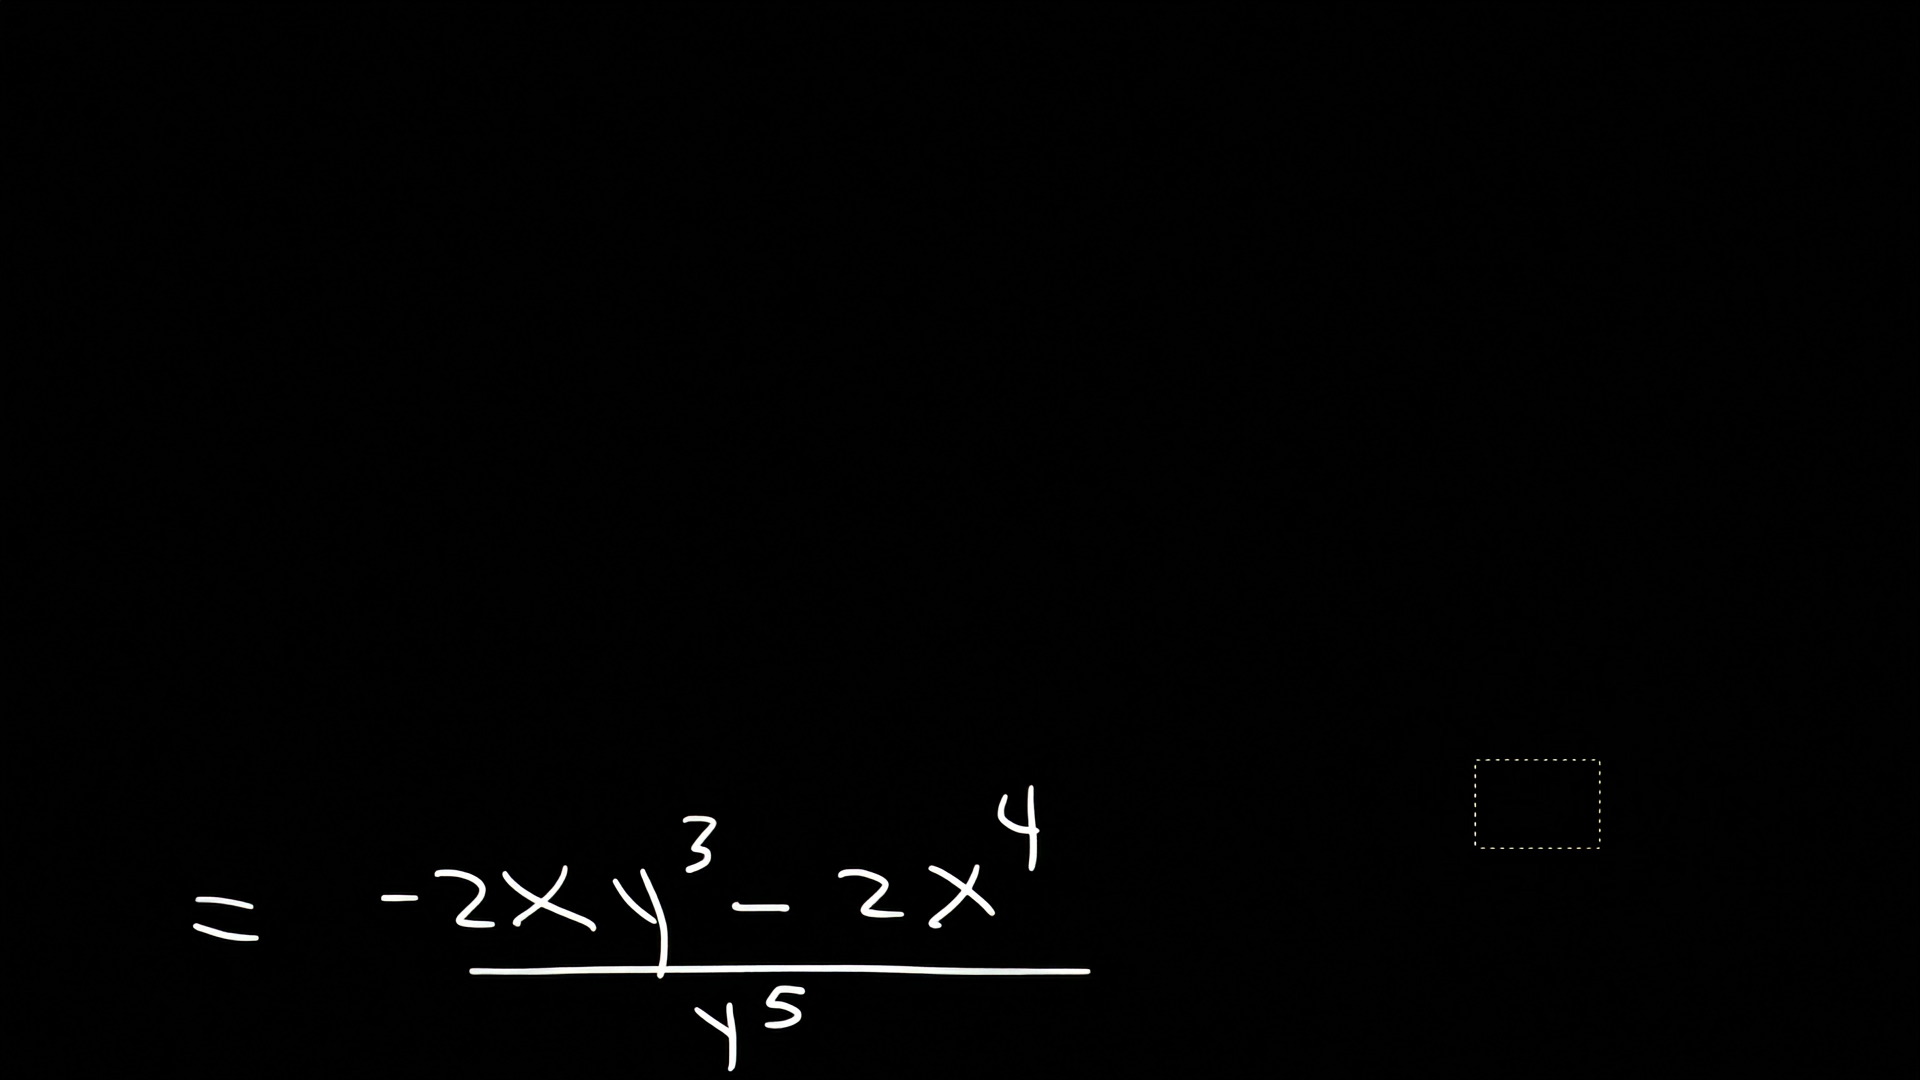 = -2xy³ - 2x⁴
y⁵